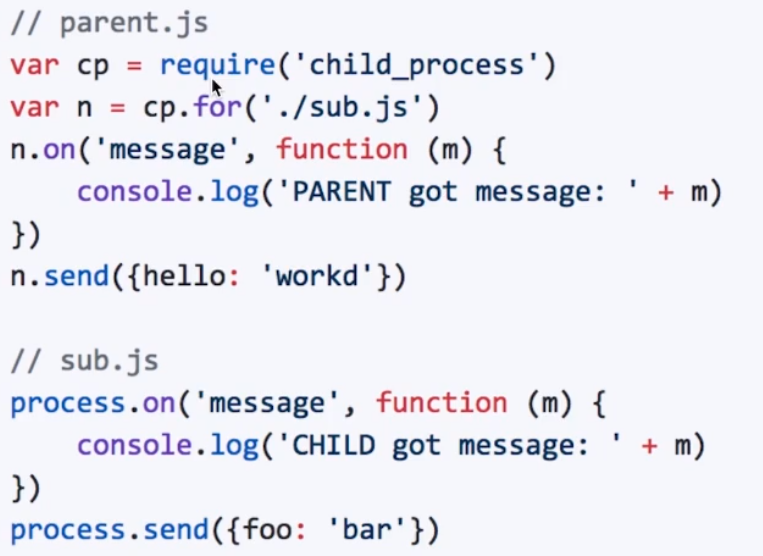 // parent.js
var cp = require('child_process')
var n = cp.for('./sub.js')
n.on('message', function (m) {
    console.log('PARENT got message: ' + m)
})
n.send({hello: 'workd'})

// sub.js
process.on('message', function (m) {
    console.log('CHILD got message: ' + m)
})
process.send({foo: 'bar'})